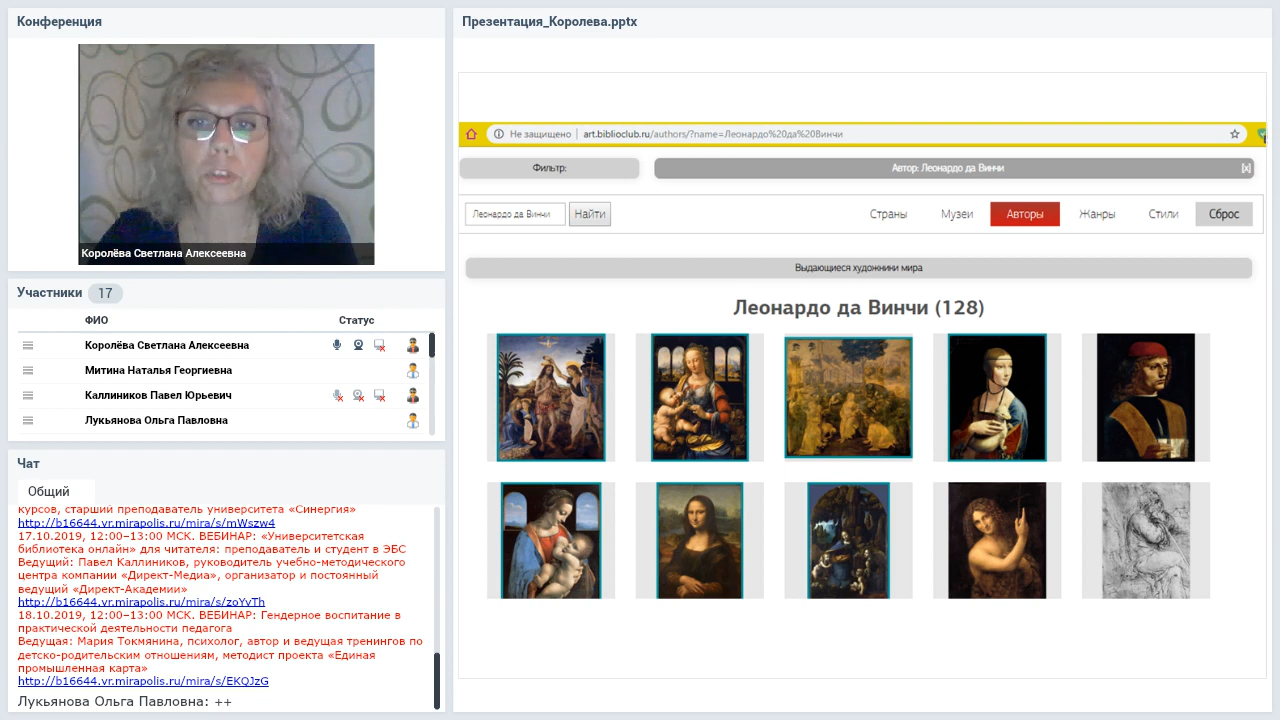 Конференция
Королёва Светлана Алексеевна
Участники 17
ФИО Статус
Королёва Светлана Алексеевна
Митина Наталья Георгиевна
Каллиников Павел Юрьевич
Лукьянова Ольга Павловна
Чат
Общий
курсов, старший преподаватель университета «Синергия»
http://b16644.vr.mirapolis.ru/mira/s/mWszw4
17.10.2019, 12:00–13:00 МСК. ВЕБИНАР: «Университетская
библиотека онлайн» для читателя: преподаватель и студент в ЭБС
Ведущий: Павел Каллиников, руководитель учебно-методического
центра компании «Директ-Медиа», организатор и постоянный
ведущий «Директ-Академии»
http://b16644.vr.mirapolis.ru/mira/s/zoYvTh
18.10.2019, 12:00–13:00 МСК. ВЕБИНАР: Гендерное воспитание в
практической деятельности педагога
Ведущая: Мария Токмянина, психолог, автор и ведущая тренингов по
детско-родительским отношениям, методист проекта «Единая
промышленная карта»
http://b16644.vr.mirapolis.ru/mira/s/EKQJzG
Лукьянова Ольга Павловна: ++
Презентация_Королева.pptx
Не защищено | art.biblioclub.ru/authors/?name=Леонардо%20да%20Винчи
Фильтр: Автор: Леонардо да Винчи [x]
Леонардо да Винчи Найти Страны Музеи Авторы Жанры Стили Сброс
Выдающиеся художники мира
Леонардо да Винчи (128)